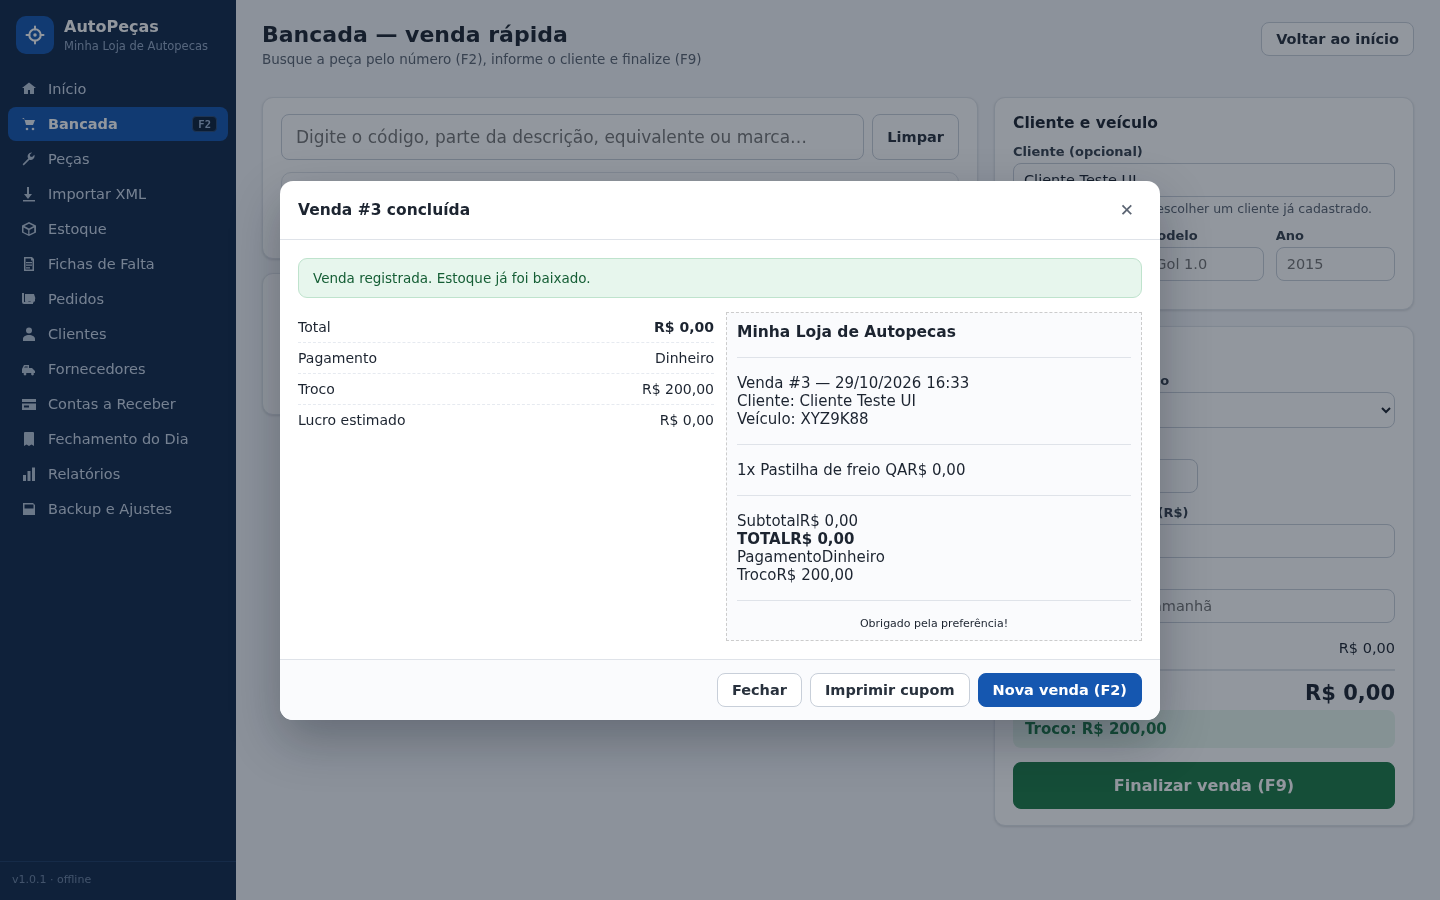 AutoPeças
Minha Loja de Autopecas
Início
Bancada F2
Peças
Importar XML
Estoque
Fichas de Falta
Pedidos
Clientes
Fornecedores
Contas a Receber
Fechamento do Dia
Relatórios
Backup e Ajustes
v1.0.1 · offline
Bancada — venda rápida
Busque a peça pelo número (F2), informe o cliente e finalize (F9)
Voltar ao início
Digite o código, parte da descrição, equivalente ou marca...
Limpar
Cliente e veículo
Cliente (opcional)
Cliente Teste UI
escolher um cliente já cadastrado.
odelo
Ano
Gol 1.0
2015
(R$)
amanhã
R$ 0,00
R$ 0,00
Troco: R$ 200,00
Finalizar venda (F9)
Venda #3 concluída
×
Venda registrada. Estoque já foi baixado.
Total R$ 0,00
Pagamento Dinheiro
Troco R$ 200,00
Lucro estimado R$ 0,00
Minha Loja de Autopecas
Venda #3 — 29/10/2026 16:33
Cliente: Cliente Teste UI
Veículo: XYZ9K88
1x Pastilha de freio QAR$ 0,00
SubtotalR$ 0,00
TOTALR$ 0,00
PagamentoDinheiro
TrocoR$ 200,00
Obrigado pela preferência!
Fechar
Imprimir cupom
Nova venda (F2)